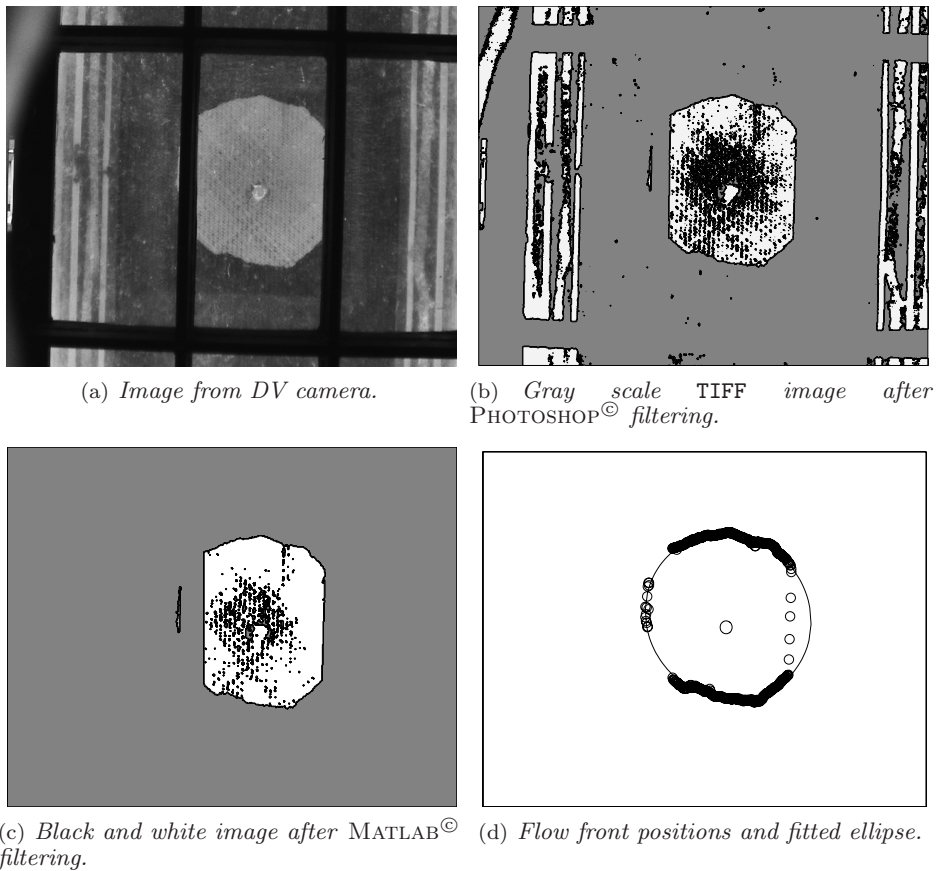 (a) Image from DV camera.
(b) Gray scale TIFF image after
PHOTOSHOP© filtering.
(c) Black and white image after MATLAB©
filtering.
(d) Flow front positions and fitted ellipse.